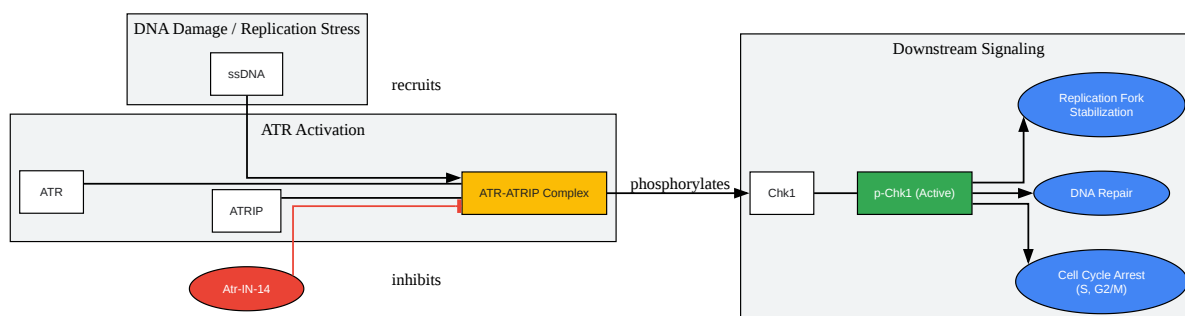 DNA Damage / Replication Stress
ssDNA
recruits
ATR Activation
ATR
ATRIP
ATR-ATRIP Complex
Atr-IN-14
inhibits
phosphorylates
Downstream Signaling
Chk1
p-Chk1 (Active)
Replication Fork
Stabilization
DNA Repair
Cell Cycle Arrest
(S, G2/M)